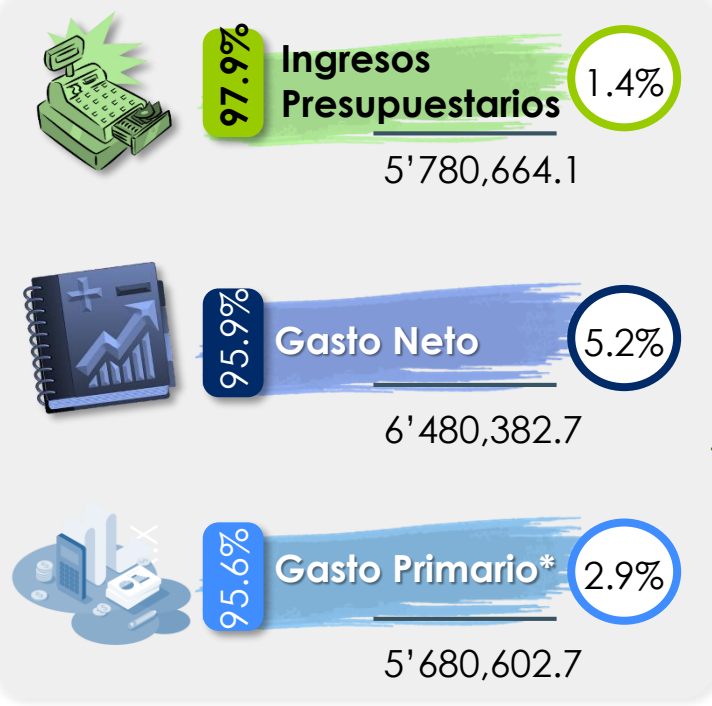 97.9%
Ingresos
Presupuestarios
1.4%
5’780,664.1
95.9%
Gasto Neto
5.2%
6’480,382.7
95.6%
Gasto Primario*
2.9%
5’680,602.7